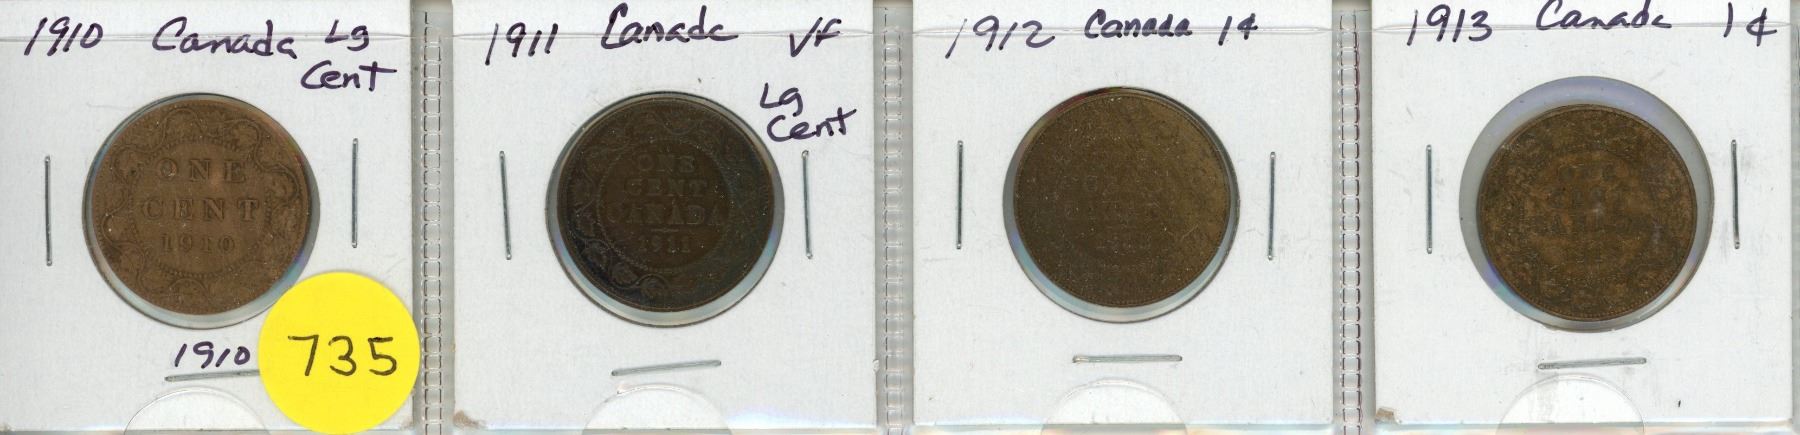 1910 Canada Lg
Cent
ONE
CENT
1910
1910
735
1911 Canada VF
Lg
Cent
ONE
CENT
CANADA
1911
1912 Canada 1¢
1913 Canada 1¢